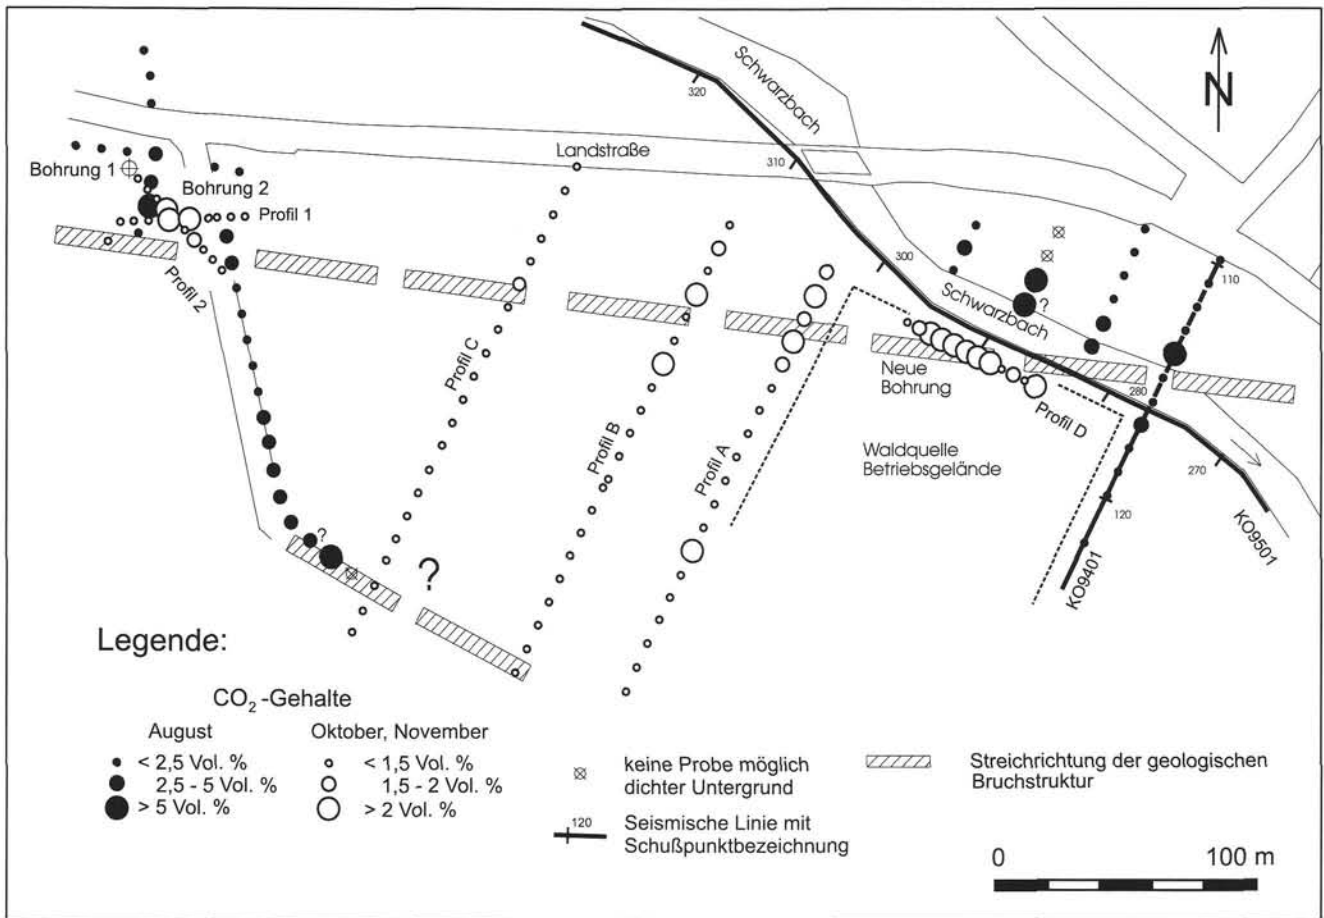 N
Schwarzbach
320
310
Landstraße
Bohrung 1
Bohrung 2
Profil 1
Profil 2
300
?
110
Schwarzbach
Profil C
Profil B
Profil A
Neue
Bohrung
Profil D
280
Waldquelle
Betriebsgelände
270
120
KO9401
KO9501
?
?
Legende:
CO₂-Gehalte
August
< 2,5 Vol. %
2,5 - 5 Vol. %
> 5 Vol. %
Oktober, November
< 1,5 Vol. %
1,5 - 2 Vol. %
> 2 Vol. %
keine Probe möglich
dichter Untergrund
120
Seismische Linie mit
Schußpunktbezeichnung
Streichrichtung der geologischen
Bruchstruktur
0 100 m